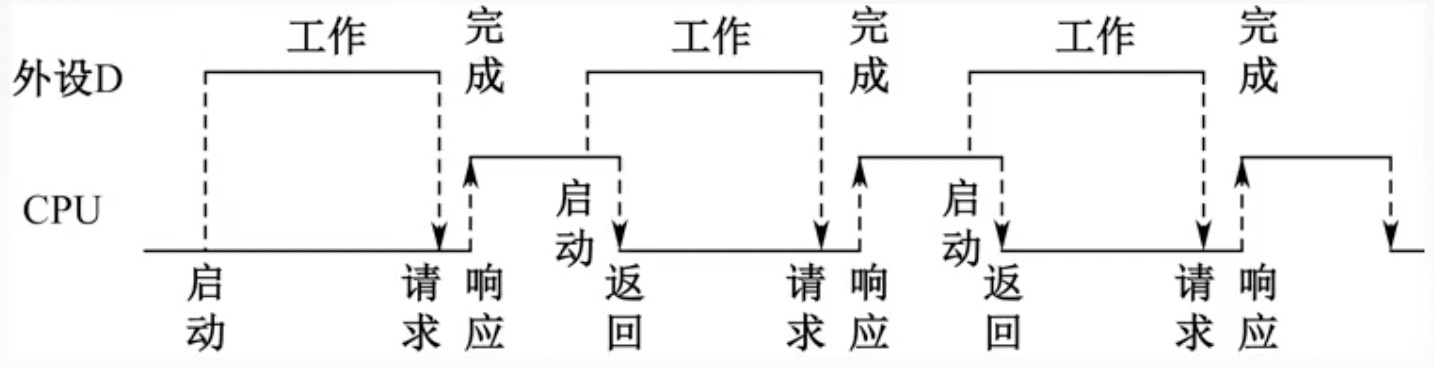 工作 完成 工作 完成 工作 完成
外设D
CPU
启动 启动
启动 请求 响应 返回 请求 响应 返回 请求 响应